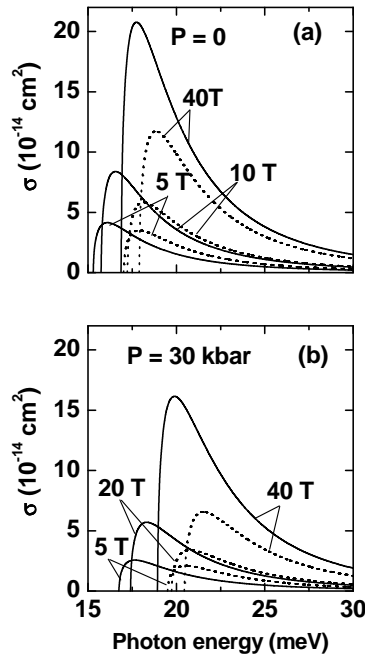 20
P = 0
(a)
15
40T
σ (10⁻¹⁴ cm²)
10
10 T
5 T
5
0
20
P = 30 kbar
(b)
15
σ (10⁻¹⁴ cm²)
10
20 T
40 T
5
5 T
0
15 20 25 30
Photon energy (meV)